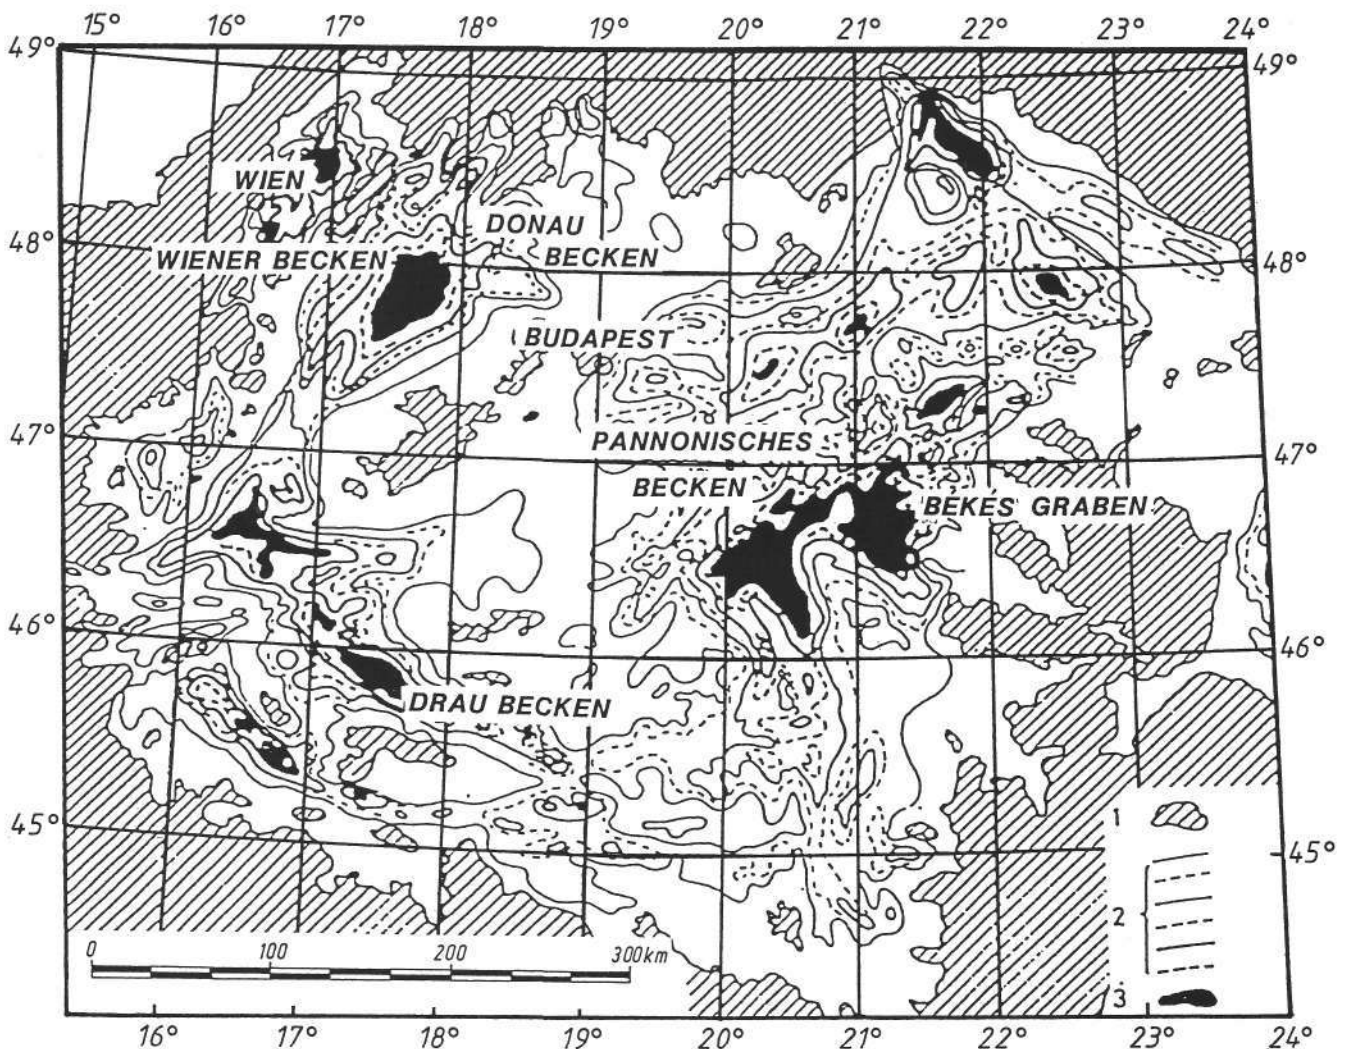 15° 16° 17° 18° 19° 20° 21° 22° 23° 24°
49° 49°
WIEN
DONAU
48° BECKEN 48°
WIENER BECKEN
BUDAPEST
47° PANNONISCHES 47°
BECKEN
BEKES GRABEN
46° 46°
DRAU BECKEN
45° 1 45°
2
0 100 200 300km
3
16° 17° 18° 19° 20° 21° 22° 23° 24°